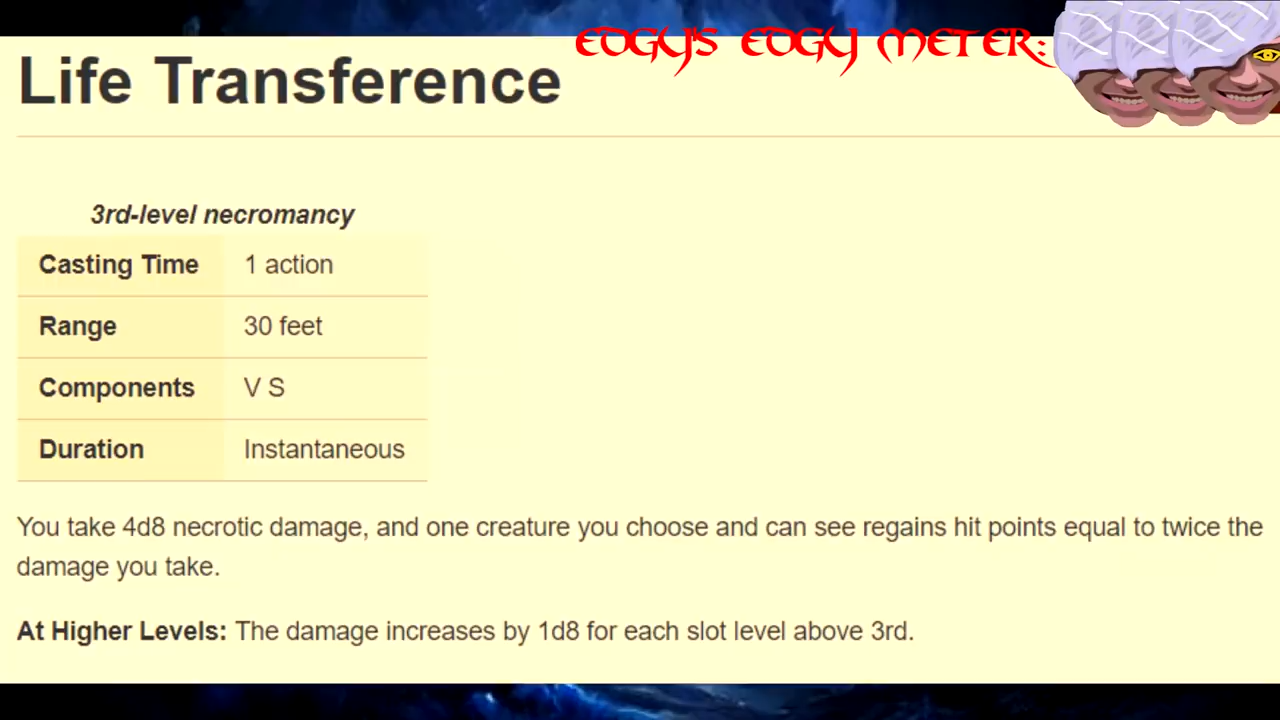 EDGY'S EDGY METER:
Life Transference
3rd-level necromancy
Casting Time 1 action
Range 30 feet
Components V S
Duration Instantaneous
You take 4d8 necrotic damage, and one creature you choose and can see regains hit points equal to twice the
damage you take.
At Higher Levels: The damage increases by 1d8 for each slot level above 3rd.